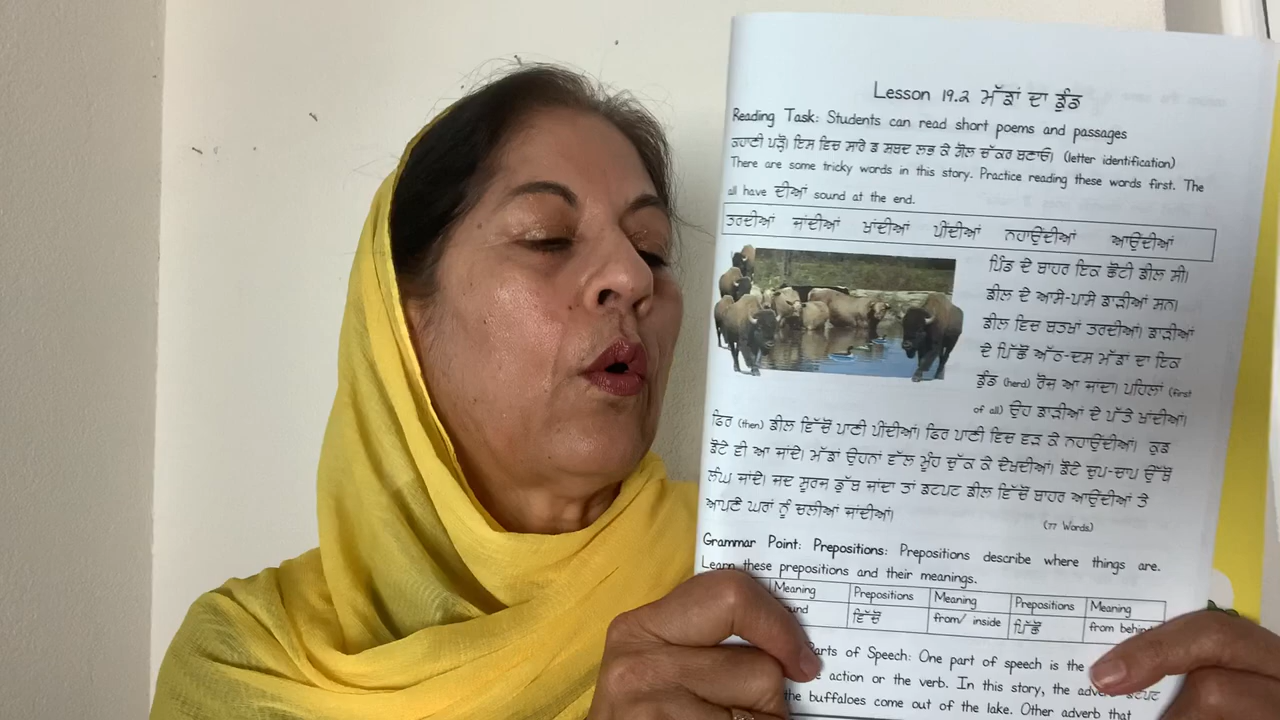 Lesson 19.2 ਮੱਝਾਂ ਦਾ ਝੁੰਡ
Reading Task: Students can read short poems and passages
ਕਹਾਣੀ ਪੜੋ। ਇਸ ਵਿਚ ਸਾਰੇ ਝ ਸ਼ਬਦ ਲਭ ਕੇ ਗੋਲ ਚੱਕਰ ਬਣਾਓ। (letter identification)
There are some tricky words in this story. Practice reading these words first. The
all have ਦੀਆਂ sound at the end.
ਤਰਦੀਆਂ ਜਾਂਦੀਆਂ ਖਾਂਦੀਆਂ ਪੀਂਦੀਆਂ ਨਹਾਉਂਦੀਆਂ ਆਉਂਦੀਆਂ
ਪਿੰਡ ਦੇ ਬਾਹਰ ਇਕ ਛੋਟੀ ਝੀਲ ਸੀ।
ਝੀਲ ਦੇ ਆਸੇ-ਪਾਸੇ ਝਾੜੀਆਂ ਸਨ।
ਝੀਲ ਵਿਚ ਬਤਖਾਂ ਤਰਦੀਆਂ। ਝਾੜੀਆਂ
ਦੇ ਪਿੱਛੋਂ ਅੱਠ-ਦਸ ਮੱਝਾਂ ਦਾ ਇਕ
ਝੁੰਡ (herd) ਰੋਜ਼ ਆ ਜਾਂਦਾ। ਪਹਿਲਾਂ (first
of all) ਉਹ ਝਾੜੀਆਂ ਦੇ ਪੱਤੇ ਖਾਂਦੀਆਂ।
ਫਿਰ (then) ਝੀਲ ਵਿੱਚੋਂ ਪਾਣੀ ਪੀਂਦੀਆਂ। ਫਿਰ ਪਾਣੀ ਵਿਚ ਵੜ ਕੇ ਨਹਾਉਂਦੀਆਂ। ਕੁਝ
ਝੋਟੇ ਵੀ ਆ ਜਾਂਦੇ। ਮੱਝਾਂ ਉਹਨਾਂ ਵੱਲ ਮੂੰਹ ਚੁੱਕ ਕੇ ਦੇਖਦੀਆਂ। ਝੋਟੇ ਚੁਪ-ਚਾਪ ਉੱਥੋਂ
ਲੰਘ ਜਾਂਦੇ। ਜਦ ਸੂਰਜ ਡੁੱਬ ਜਾਂਦਾ ਤਾਂ ਝਟਪਟ ਝੀਲ ਵਿੱਚੋਂ ਬਾਹਰ ਆਉਂਦੀਆਂ ਤੇ
ਆਪਣੇ ਘਰਾਂ ਨੂੰ ਚਲੀਆਂ ਜਾਂਦੀਆਂ।
(77 Words)
Grammar Point: Prepositions: Prepositions describe where things are.
Learn these prepositions and their meanings.
Meaning Prepositions Meaning Prepositions Meaning
ਵਿੱਚੋਂ from/ inside ਪਿੱਛੋਂ from behind
Parts of Speech: One part of speech is the
action or the verb. In this story, the
the buffaloes come out of the lake. Other adverb that